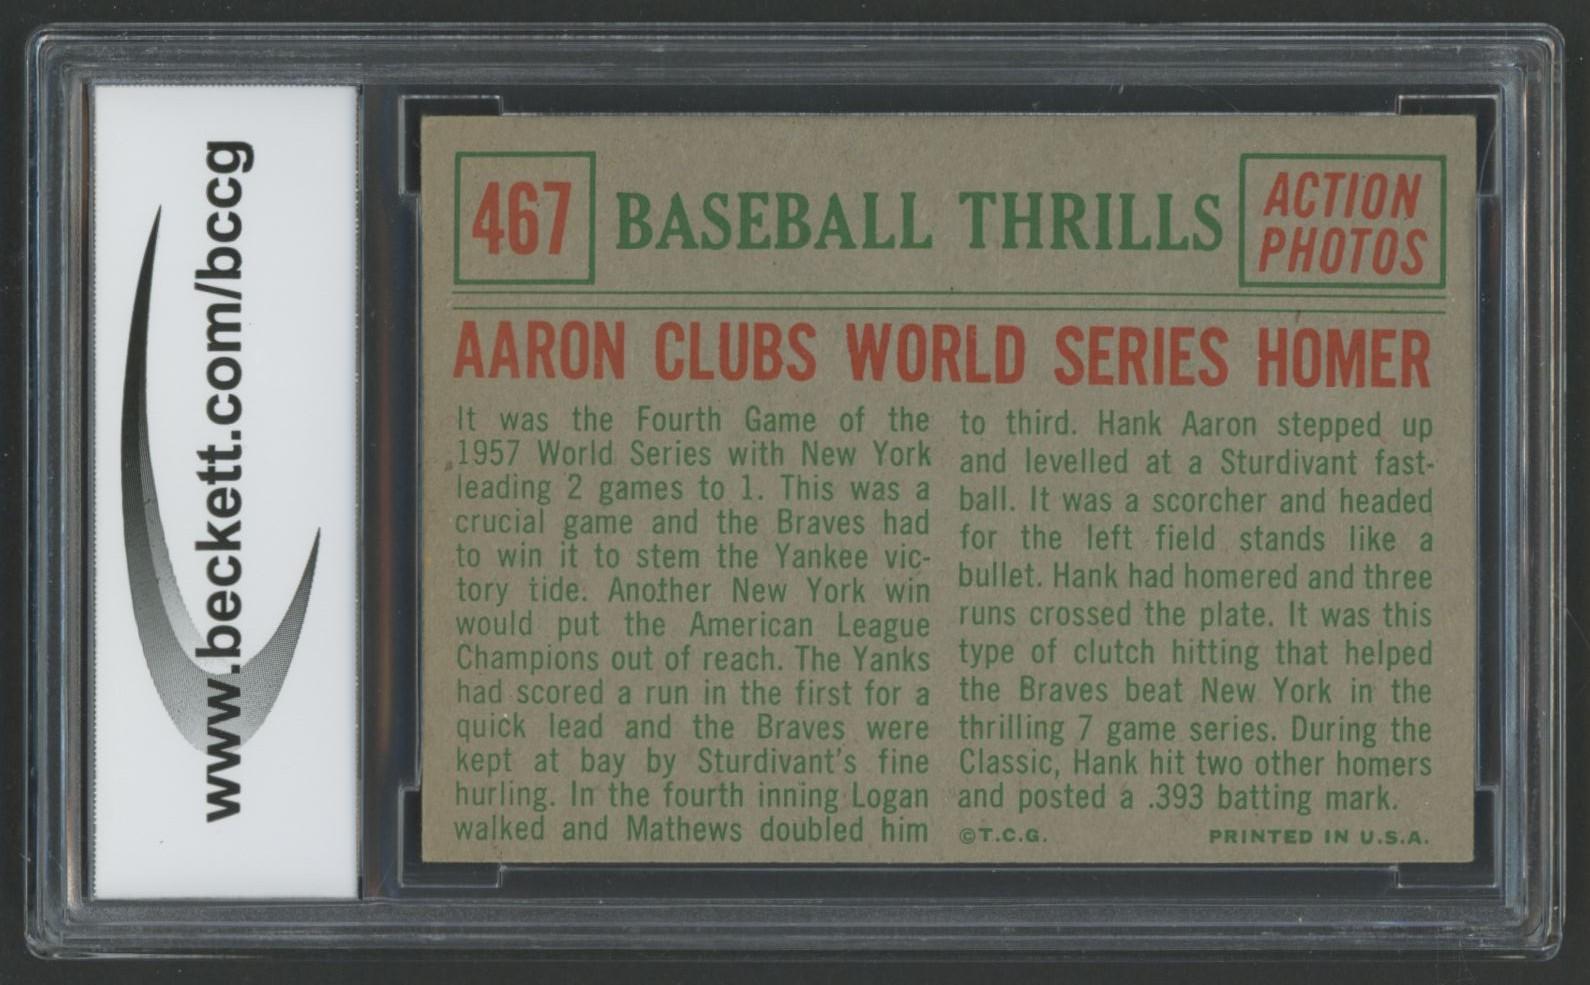 www.beckett.com/bccg
467
BASEBALL THRILLS
ACTION
PHOTOS
AARON CLUBS WORLD SERIES HOMER
It was the Fourth Game of the
1957 World Series with New York
leading 2 games to 1. This was a
crucial game and the Braves had
to win it to stem the Yankee vic-
tory tide. Another New York win
would put the American League
Champions out of reach. The Yanks
had scored a run in the first for a
quick lead and the Braves were
kept at bay by Sturdivant's fine
hurling. In the fourth inning Logan
walked and Mathews doubled him
to third. Hank Aaron stepped up
and levelled at a Sturdivant fast-
ball. It was a scorcher and headed
for the left field stands like a
bullet. Hank had homered and three
runs crossed the plate. It was this
type of clutch hitting that helped
the Braves beat New York in the
thrilling 7 game series. During the
Classic, Hank hit two other homers
and posted a .393 batting mark.
©T.C.G.
PRINTED IN U.S.A.